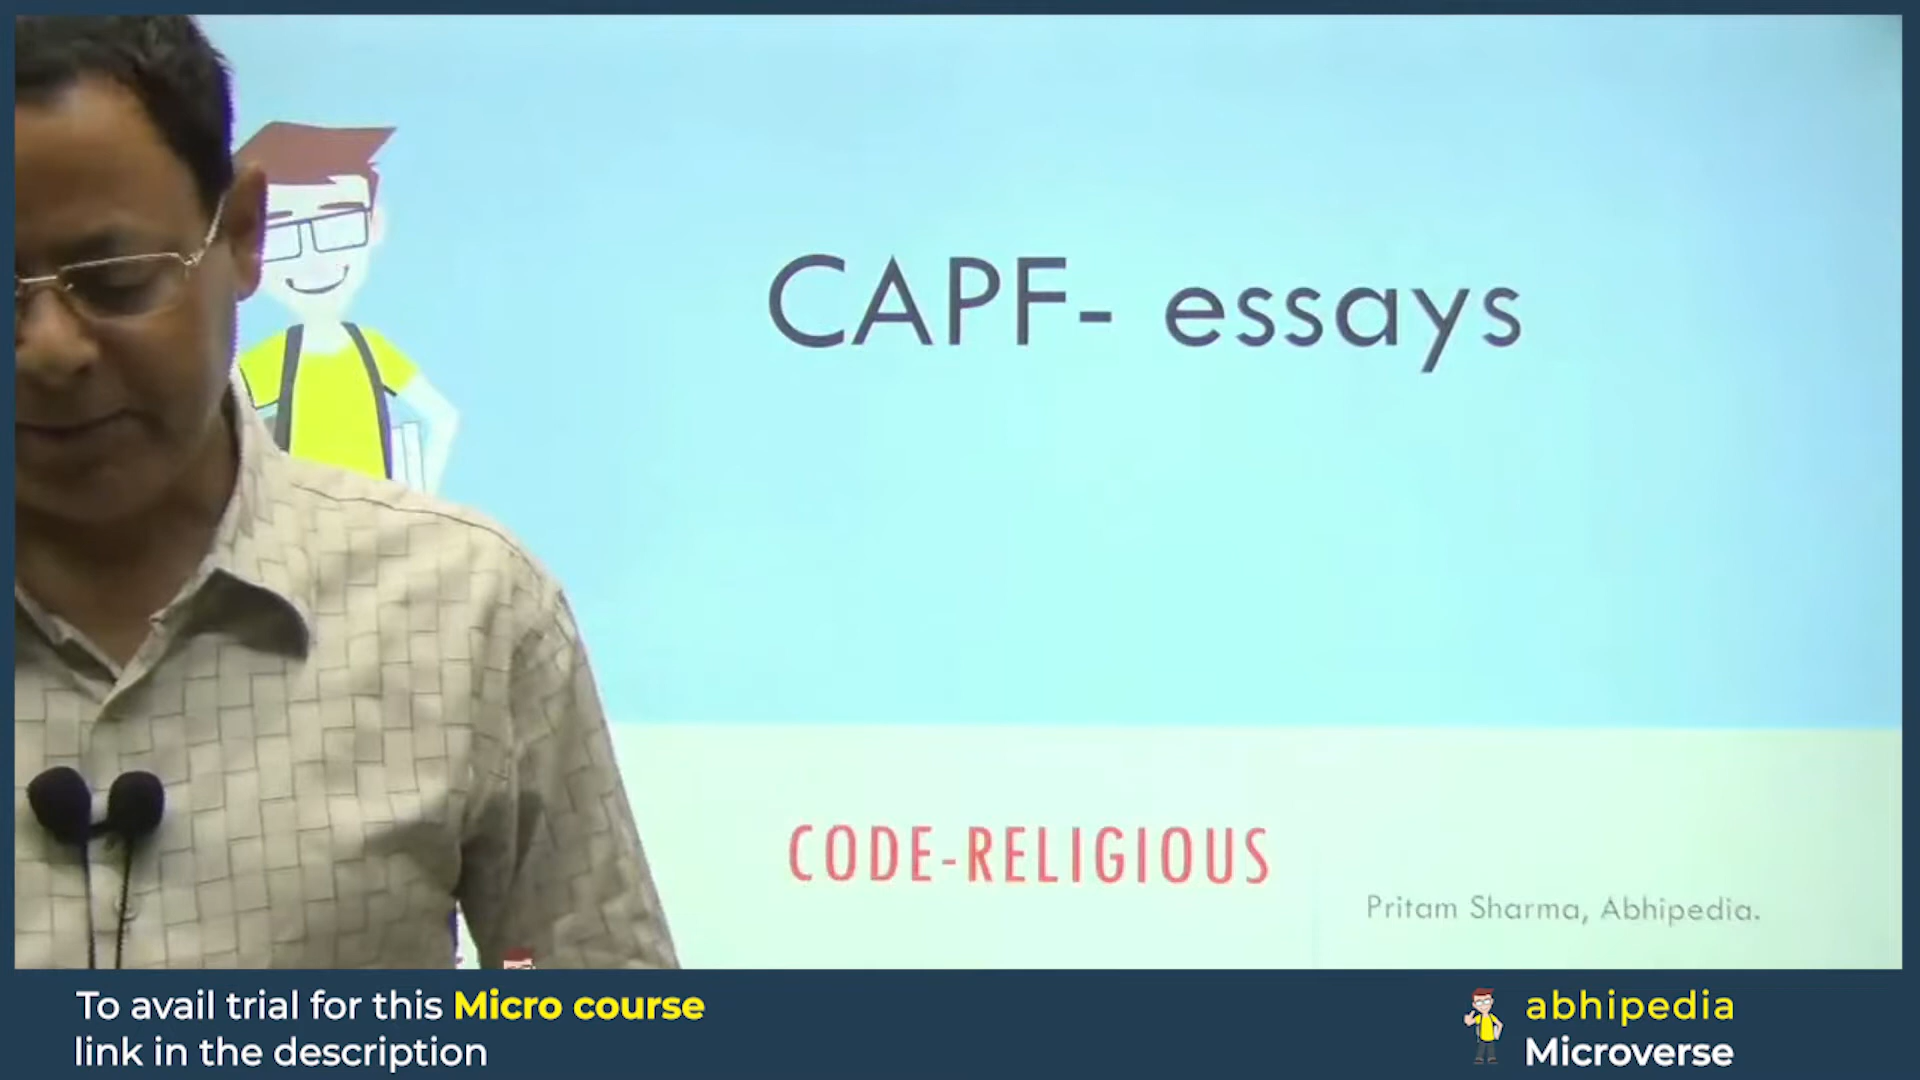 CAPF- essays
CODE-RELIGIOUS
Pritam Sharma, Abhipedia.
To avail trial for this Micro course
link in the description
abhipedia
Microverse